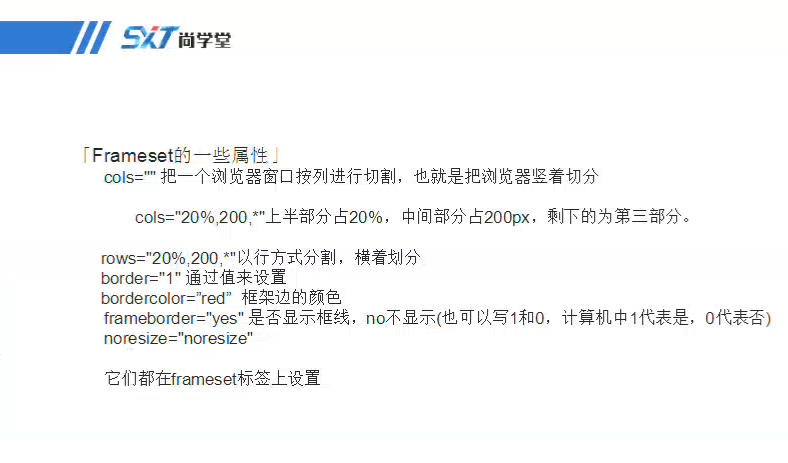 SXT尚学堂
「Frameset的一些属性」
cols="" 把一个浏览器窗口按列进行切割，也就是把浏览器竖着切分
cols="20%,200,*"上半部分占20%，中间部分占200px，剩下的为第三部分。
rows="20%,200,*"以行方式分割，横着划分
border="1" 通过值来设置
bordercolor=”red” 框架边的颜色
frameborder="yes" 是否显示框线，no不显示(也可以写1和0，计算机中1代表是，0代表否)
noresize="noresize"
它们都在frameset标签上设置